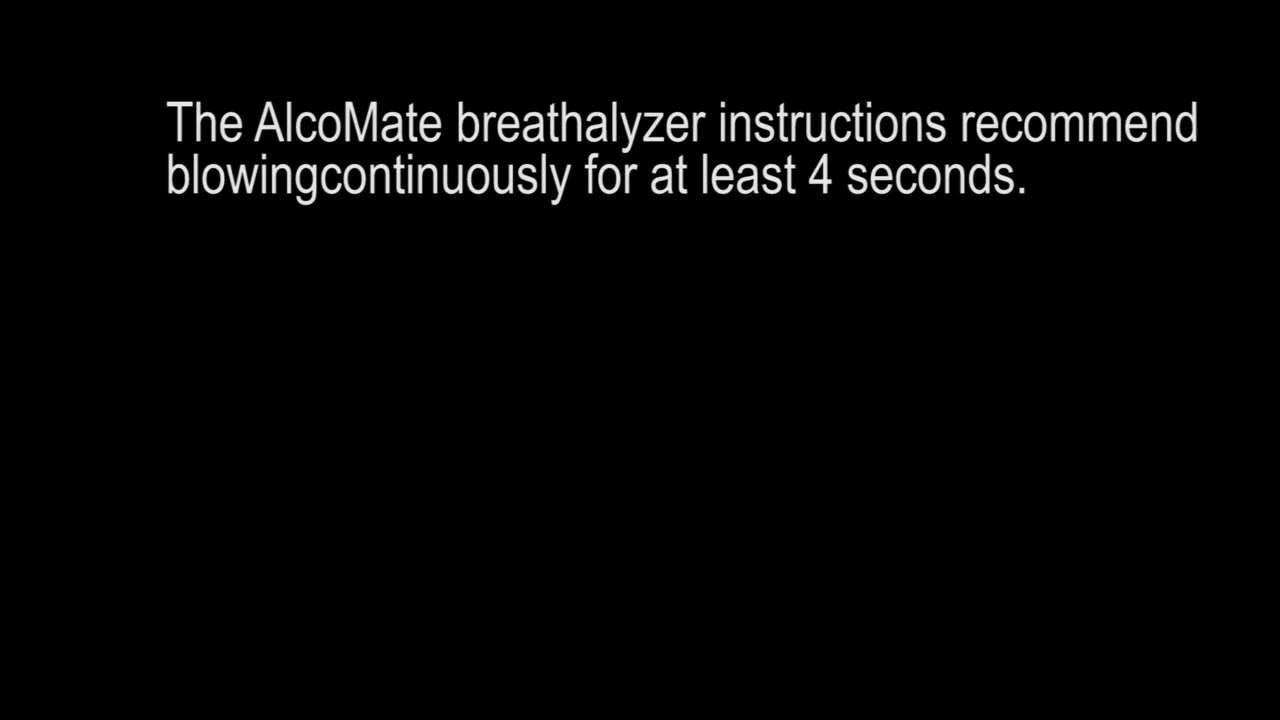 The AlcoMate breathalyzer instructions recommend
blowingcontinuously for at least 4 seconds.